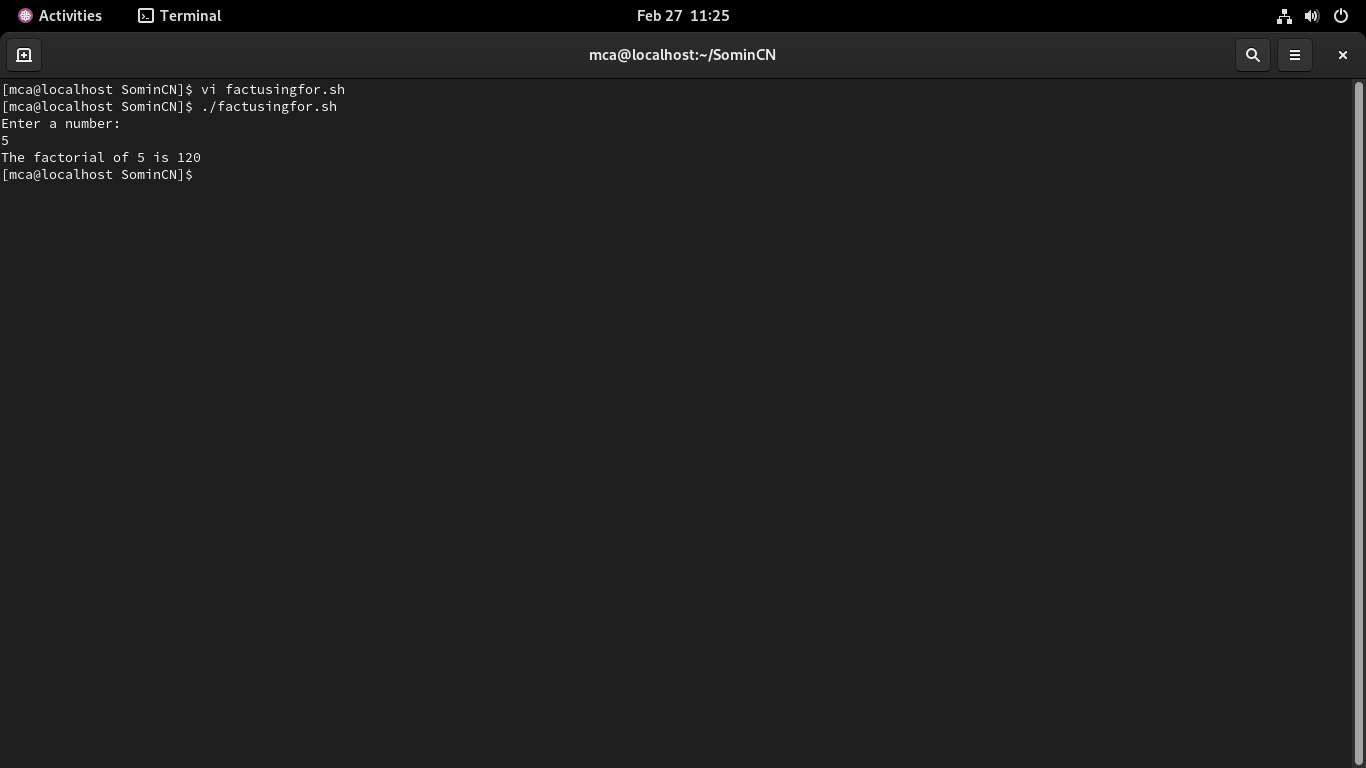 Activities Terminal Feb 27 11:25
mca@localhost:~/SominCN
[mca@localhost SominCN]$ vi factusingfor.sh
[mca@localhost SominCN]$ ./factusingfor.sh
Enter a number:
5
The factorial of 5 is 120
[mca@localhost SominCN]$